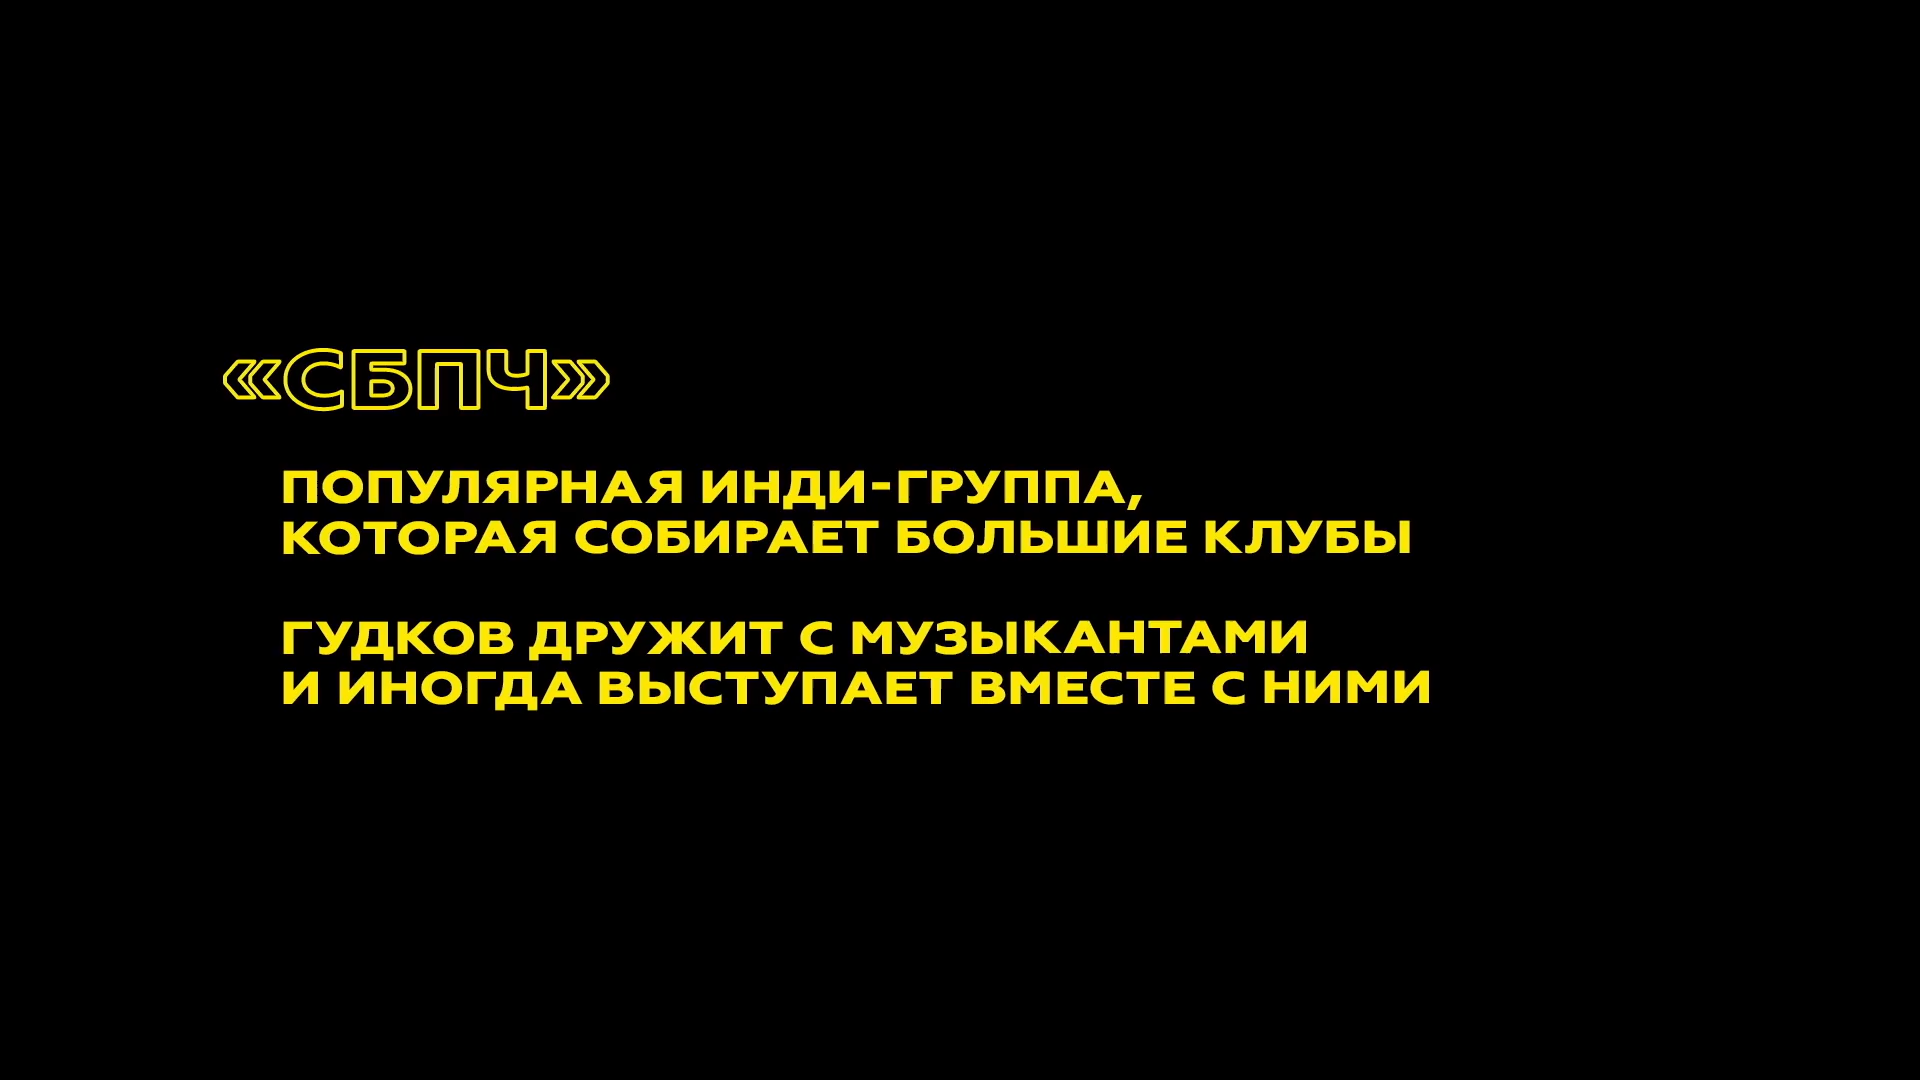 «СБПЧ»
ПОПУЛЯРНАЯ ИНДИ-ГРУППА,
КОТОРАЯ СОБИРАЕТ БОЛЬШИЕ КЛУБЫ
ГУДКОВ ДРУЖИТ С МУЗЫКАНТАМИ
И ИНОГДА ВЫСТУПАЕТ ВМЕСТЕ С НИМИ